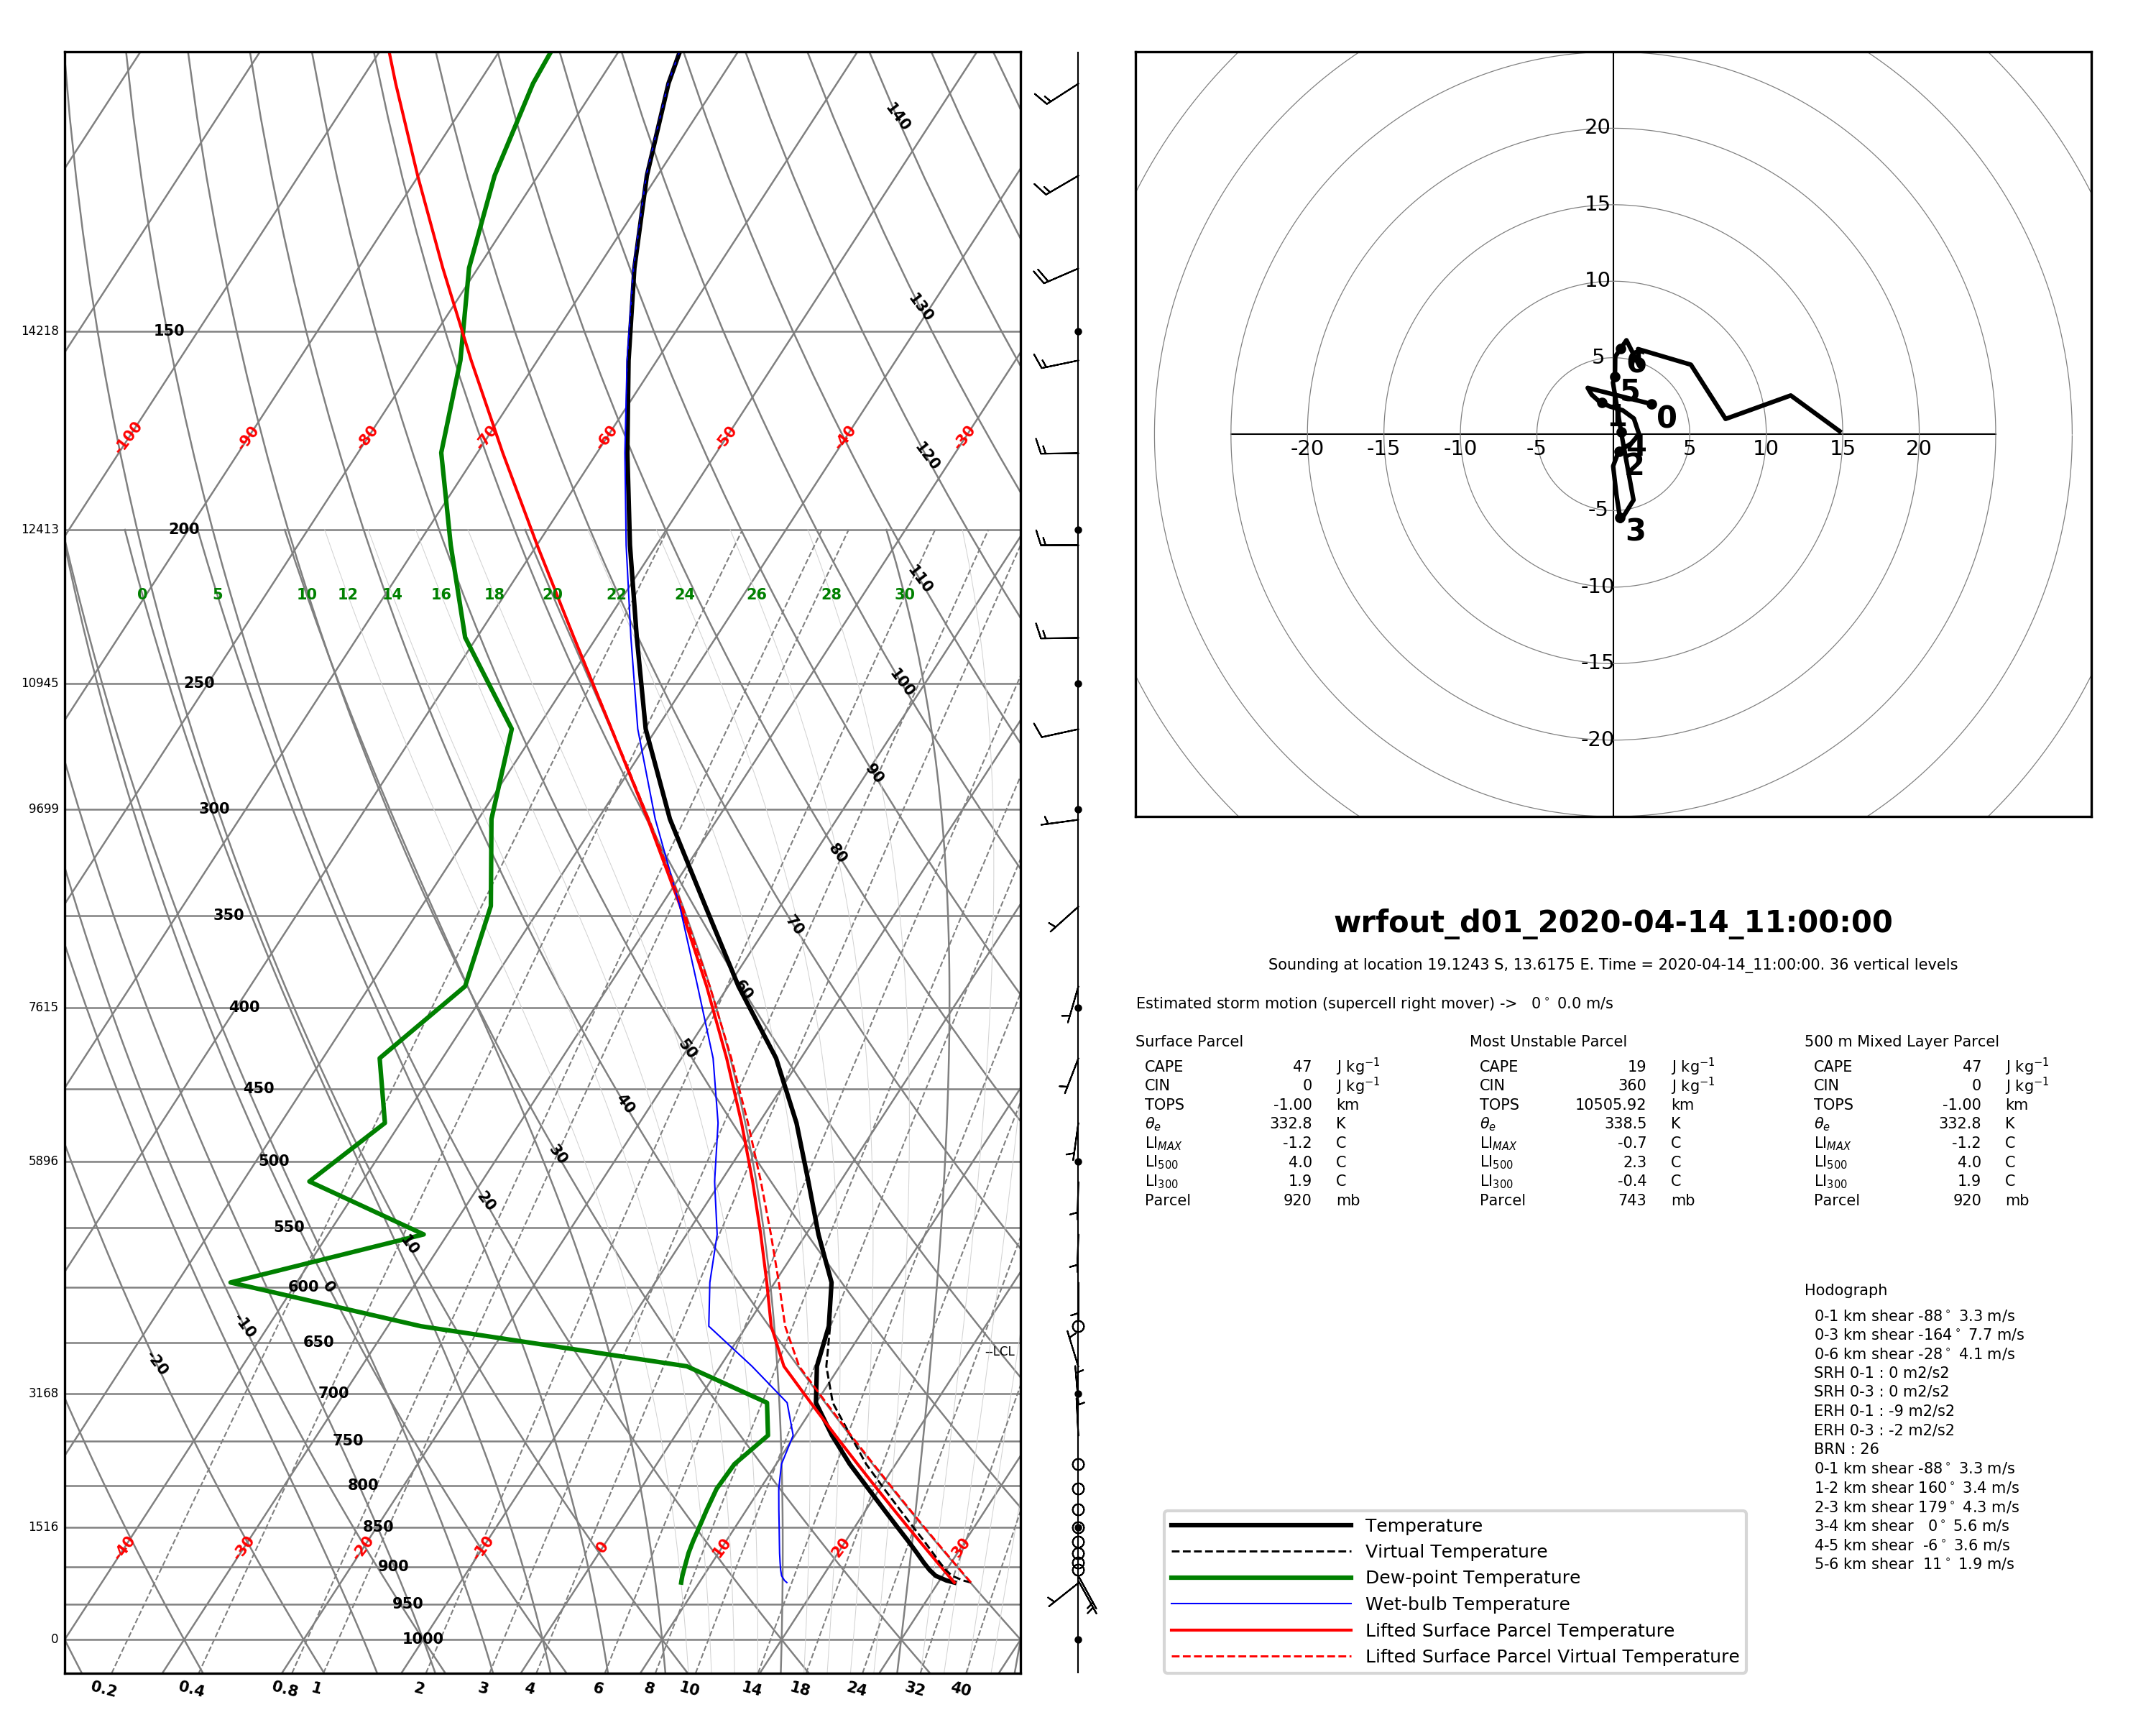 140
130
14218 150
-100 -90 -80 -70 -60 -50 -40 -30
120
12413 200
110
0 5 10 12 14 16 18 20 22 24 26 28 30
10945 250
100
90
9699 300
80
350
70
7615 400
60
50
450
40
5896 500
30
20
550
10
600 0
-10
650
-20
−LCL
3168 700
750
800
1516 850
-40 -30 -20 -10 0 10 20 30
900
950
0 1000
0.2 0.4 0.8 1 2 3 4 6 8 10 14 18 24 32 40
20
15
10
5
-20 -15 -10 -5 5 10 15 20
-5
-10
-15
-20
0
1
2
3
4
5
6
wrfout_d01_2020-04-14_11:00:00
Sounding at location 19.1243 S, 13.6175 E. Time = 2020-04-14_11:00:00. 36 vertical levels
Estimated storm motion (supercell right mover) -> 0° 0.0 m/s
Surface Parcel
CAPE 47 J kg⁻¹
CIN 0 J kg⁻¹
TOPS -1.00 km
θe 332.8 K
LIMAX -1.2 C
LI500 4.0 C
LI300 1.9 C
Parcel 920 mb
Most Unstable Parcel
CAPE 19 J kg⁻¹
CIN 360 J kg⁻¹
TOPS 10505.92 km
θe 338.5 K
LIMAX -0.7 C
LI500 2.3 C
LI300 -0.4 C
Parcel 743 mb
500 m Mixed Layer Parcel
CAPE 47 J kg⁻¹
CIN 0 J kg⁻¹
TOPS -1.00 km
θe 332.8 K
LIMAX -1.2 C
LI500 4.0 C
LI300 1.9 C
Parcel 920 mb
Hodograph
0-1 km shear -88° 3.3 m/s
0-3 km shear -164° 7.7 m/s
0-6 km shear -28° 4.1 m/s
SRH 0-1 : 0 m2/s2
SRH 0-3 : 0 m2/s2
ERH 0-1 : -9 m2/s2
ERH 0-3 : -2 m2/s2
BRN : 26
0-1 km shear -88° 3.3 m/s
1-2 km shear 160° 3.4 m/s
2-3 km shear 179° 4.3 m/s
3-4 km shear 0° 5.6 m/s
4-5 km shear -6° 3.6 m/s
5-6 km shear 11° 1.9 m/s
Temperature
Virtual Temperature
Dew-point Temperature
Wet-bulb Temperature
Lifted Surface Parcel Temperature
Lifted Surface Parcel Virtual Temperature